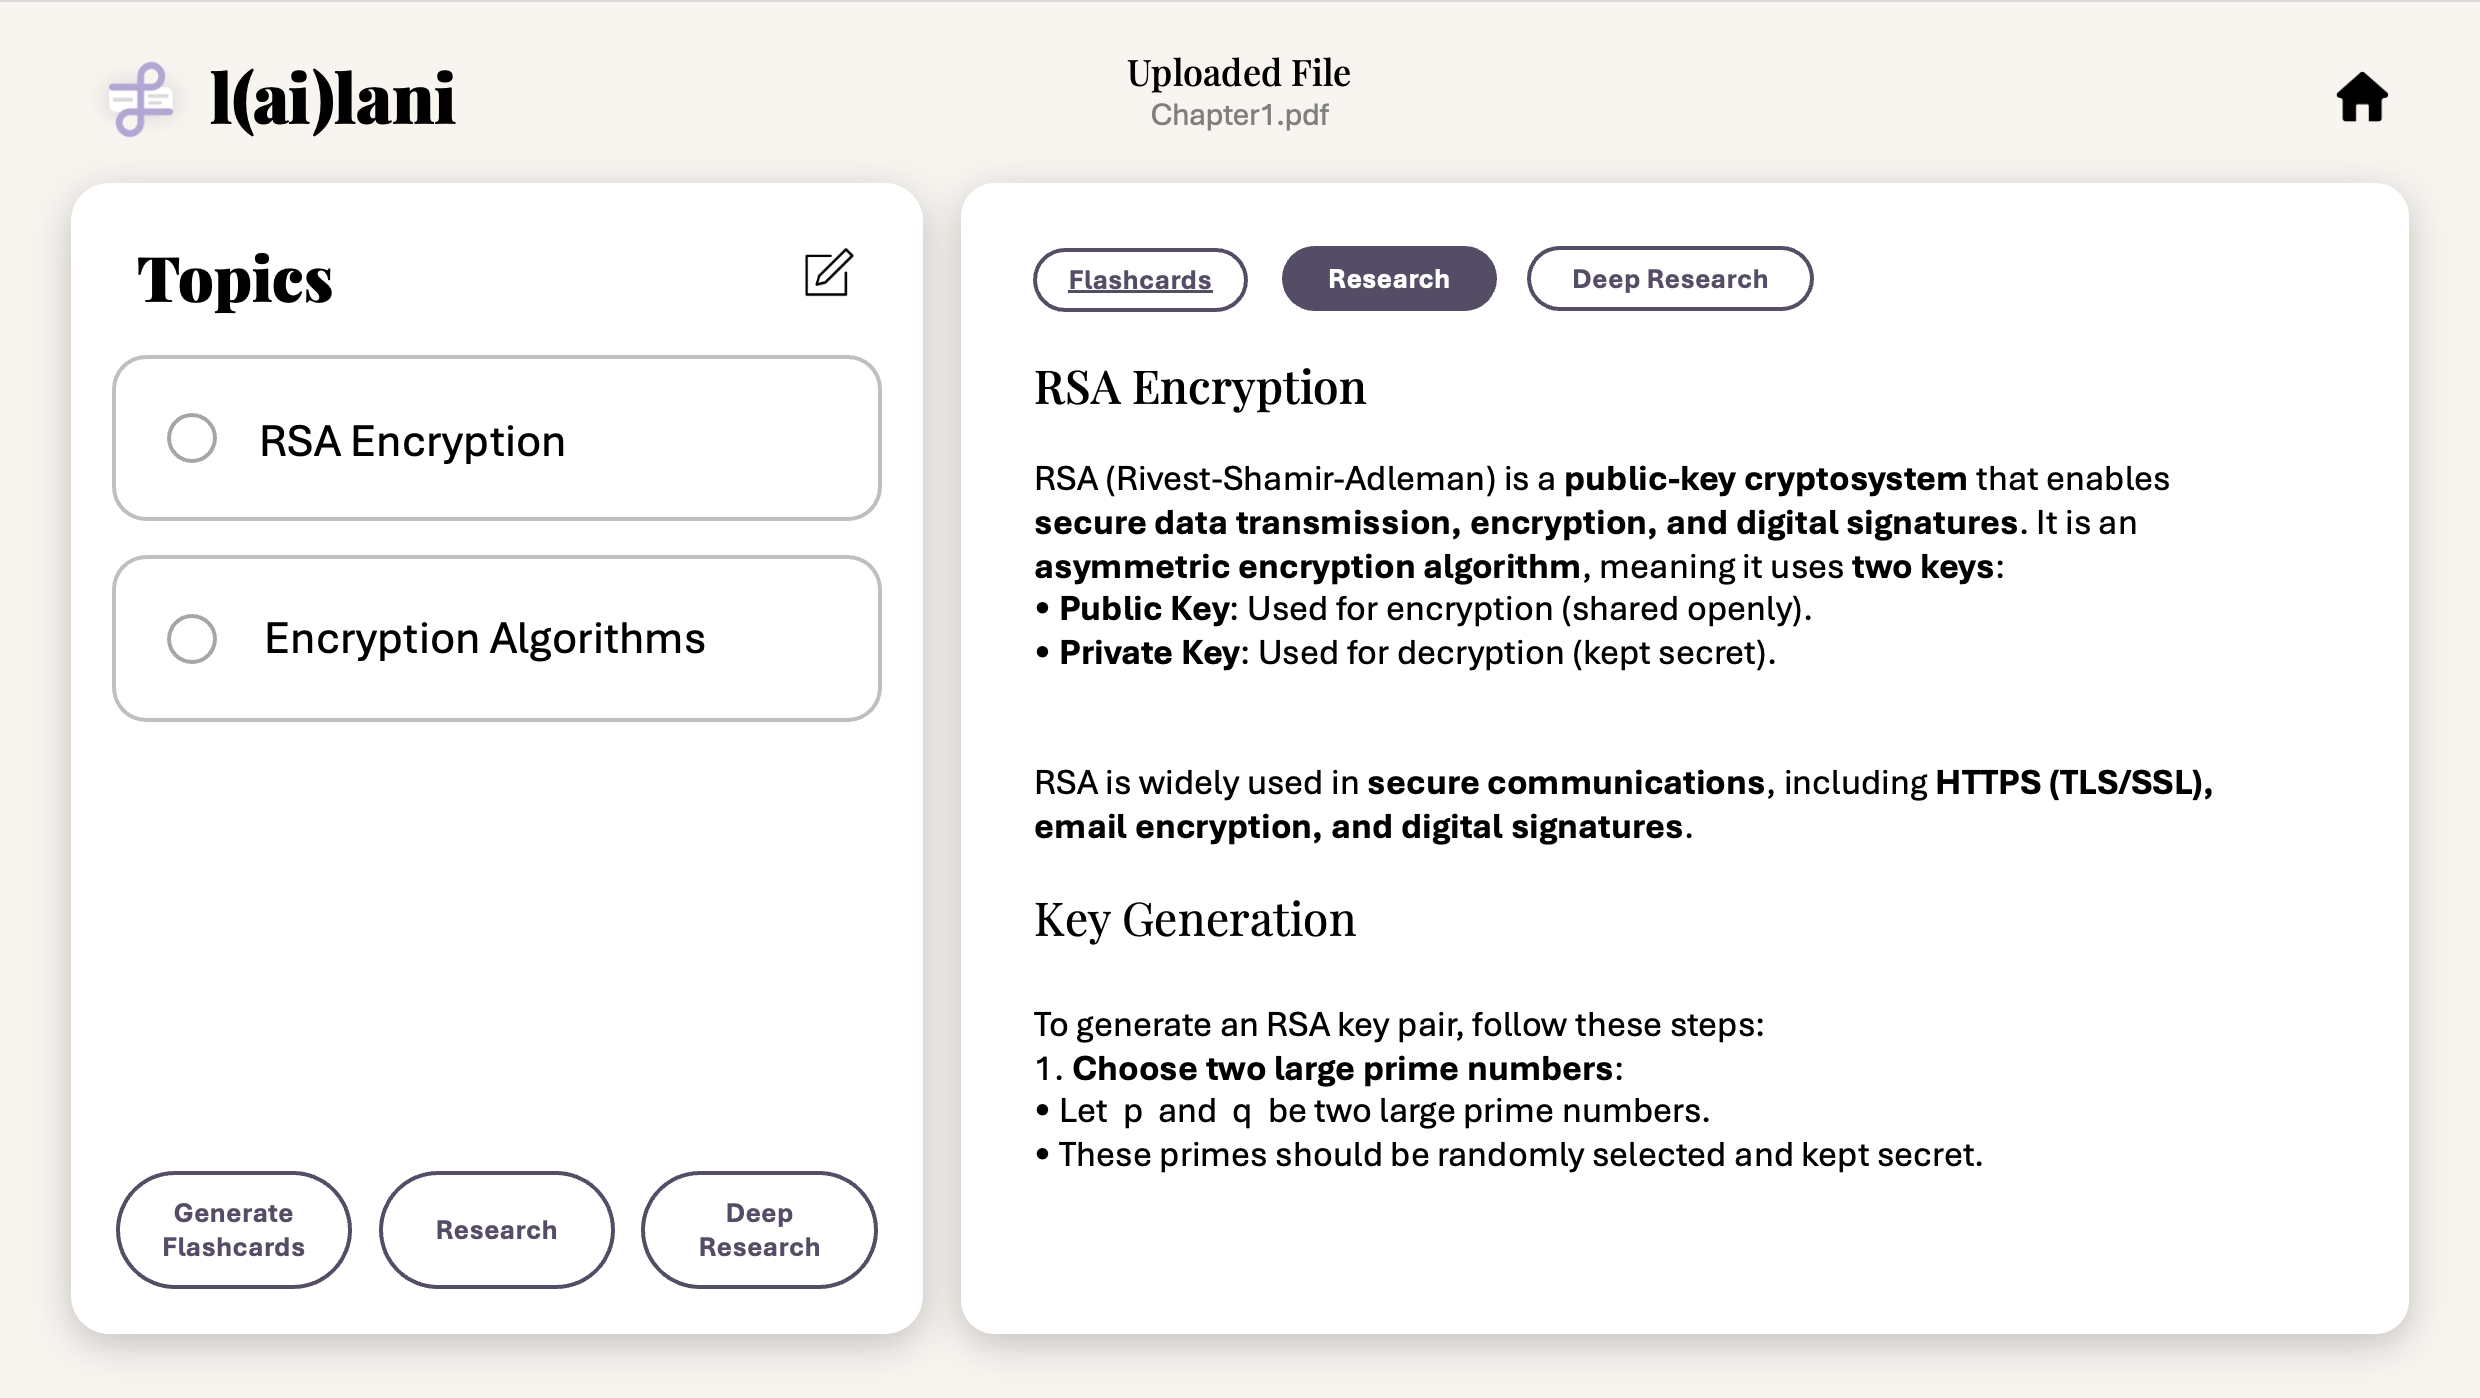 l(ai)lani
Uploaded File
Chapter1.pdf
Topics
RSA Encryption
Encryption Algorithms
Generate
Flashcards
Research
Deep
Research
Flashcards
Research
Deep Research
RSA Encryption
RSA (Rivest-Shamir-Adleman) is a public-key cryptosystem that enables
secure data transmission, encryption, and digital signatures. It is an
asymmetric encryption algorithm, meaning it uses two keys:
• Public Key: Used for encryption (shared openly).
• Private Key: Used for decryption (kept secret).
RSA is widely used in secure communications, including HTTPS (TLS/SSL),
email encryption, and digital signatures.
Key Generation
To generate an RSA key pair, follow these steps:
1. Choose two large prime numbers:
• Let p and q be two large prime numbers.
• These primes should be randomly selected and kept secret.